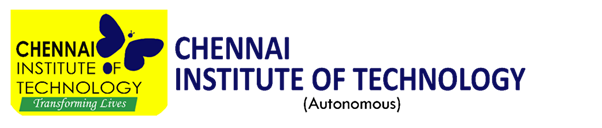 CHENNAI
INSTITUTE OF
TECHNOLOGY
Transforming Lives
CHENNAI
INSTITUTE OF TECHNOLOGY
(Autonomous)